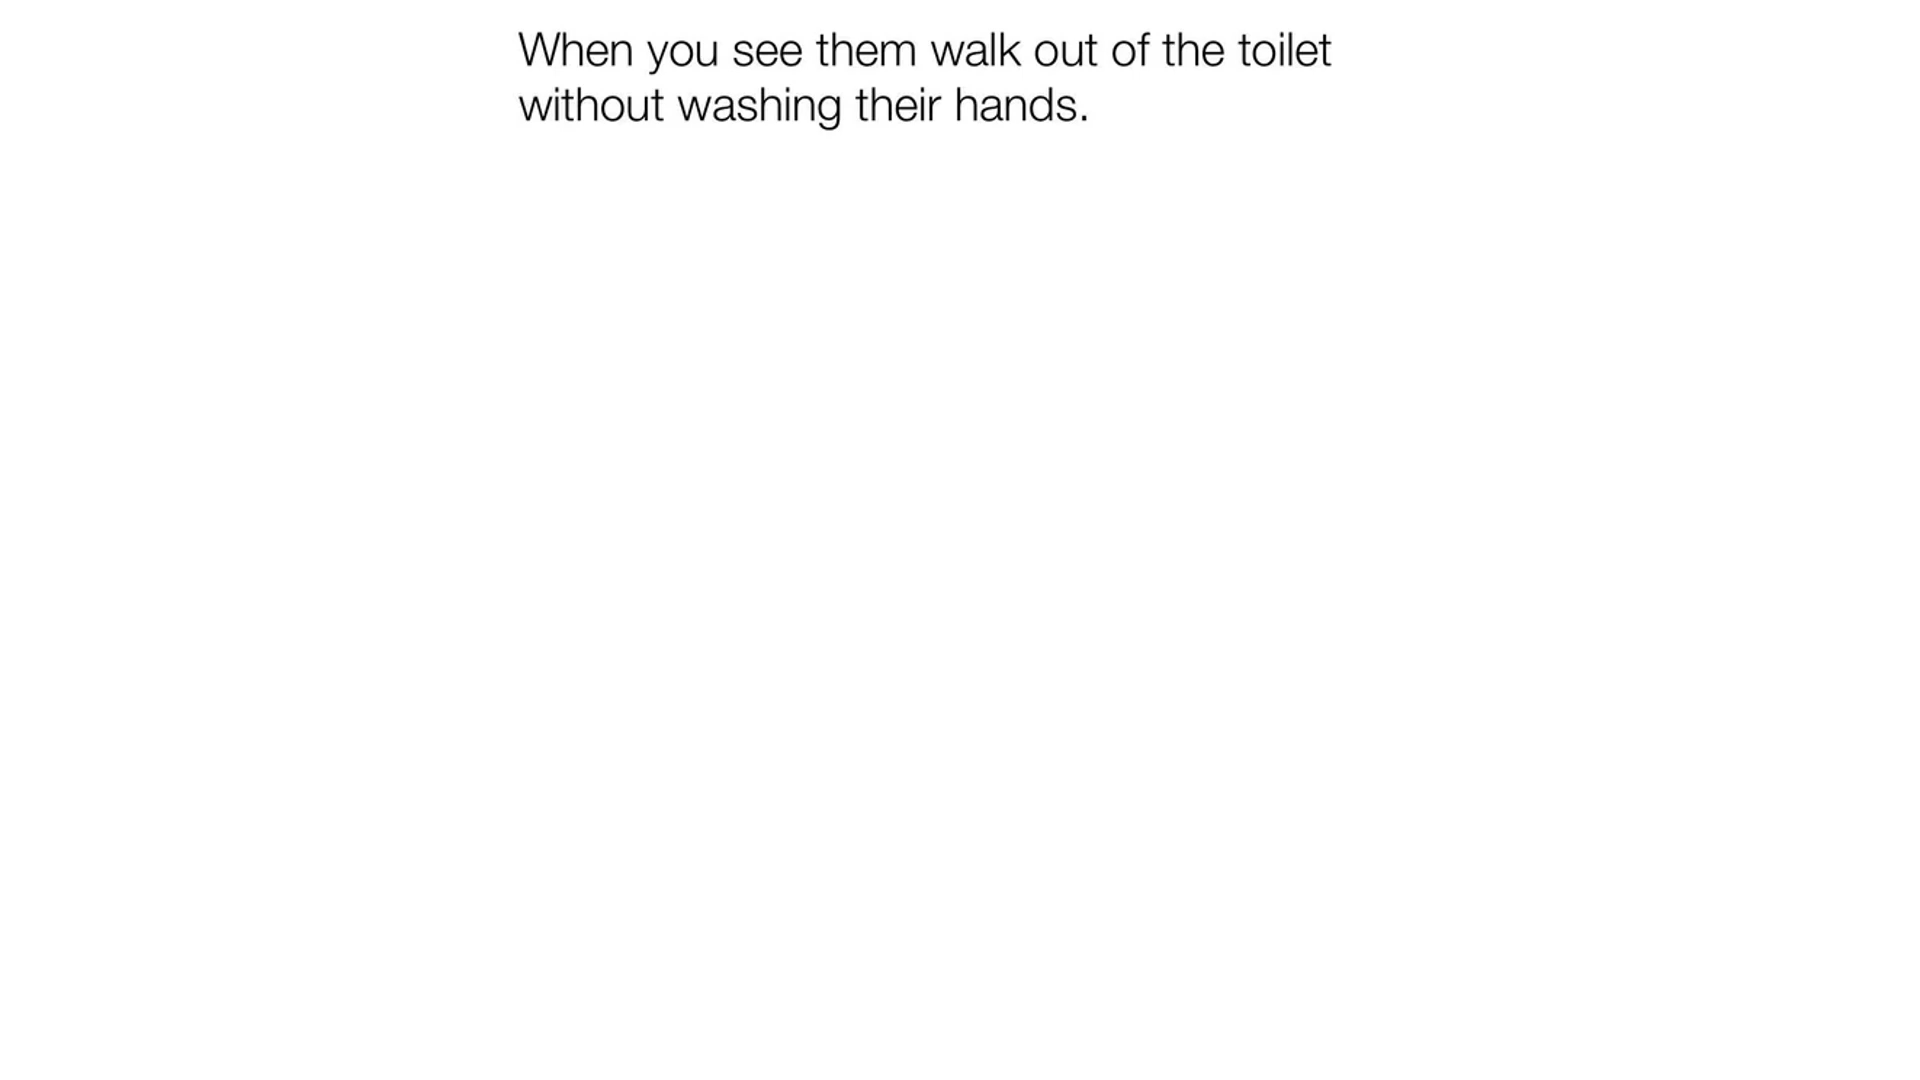 When you see them walk out of the toilet
without washing their hands.